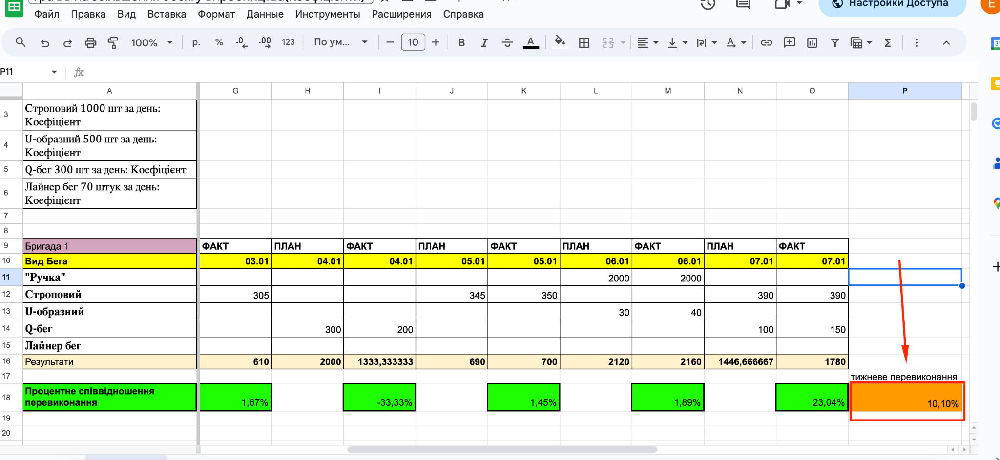 Файл Правка Вид Вставка Формат Данные Инструменты Расширения Справка
Настройки Доступа
E
100% р. % .0 .00 123 По ум... − 10 + B I A A Σ
31
P11 fx
A G H I J K L M N O P
3 Строповий 1000 шт за день:
Коефіцієнт
4 U-образний 500 шт за день:
Коефіцієнт
5 Q-бег 300 шт за день: Коефіцієнт
6 Лайнер бег 70 штук за день:
Коефіцієнт
7
8
9 Бригада 1 ФАКТ ПЛАН ФАКТ ПЛАН ФАКТ ПЛАН ФАКТ ПЛАН ФАКТ
10 Вид Бега 03.01 04.01 04.01 05.01 05.01 06.01 06.01 07.01 07.01
11 "Ручка" 2000 2000
12 Строповий 305 345 350 390 390
13 U-образний 30 40
14 Q-бег 300 200 100 150
15 Лайнер бег
16 Результати 610 2000 1333,333333 690 700 2120 2160 1446,666667 1780
17 тижневе перевиконання
18 Процентне співвідношення
перевиконання 1,67% -33,33% 1,45% 1,89% 23,04% 10,10%
19
20